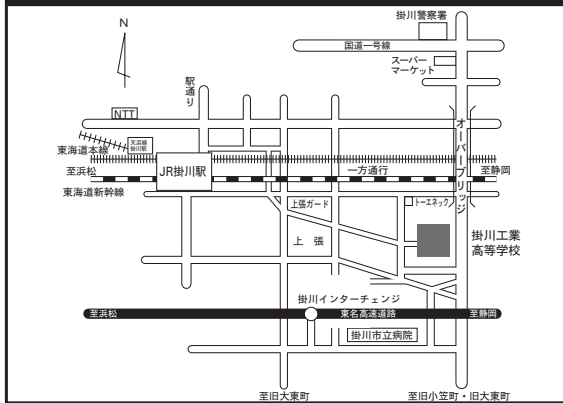 掛川警察署
N
国道一号線
スーパー
マーケット
駅通り
NTT
オーバーブリッジ
天浜線
掛川駅
東海道本線
JR掛川駅
至浜松
一方通行
至静岡
東海道新幹線
上張ガード
トーエネック
上張
掛川工業
高等学校
掛川インターチェンジ
至浜松
東名高速道路
至静岡
掛川市立病院
至旧大東町
至旧小笠町・旧大東町